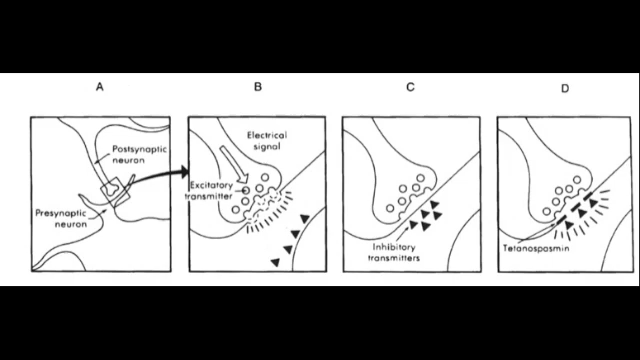 A
B
C
D
Postsynaptic
neuron
Presynaptic
neuron
Electrical
signal
Excitatory
transmitter
Inhibitory
transmitters
Tetanospasmin